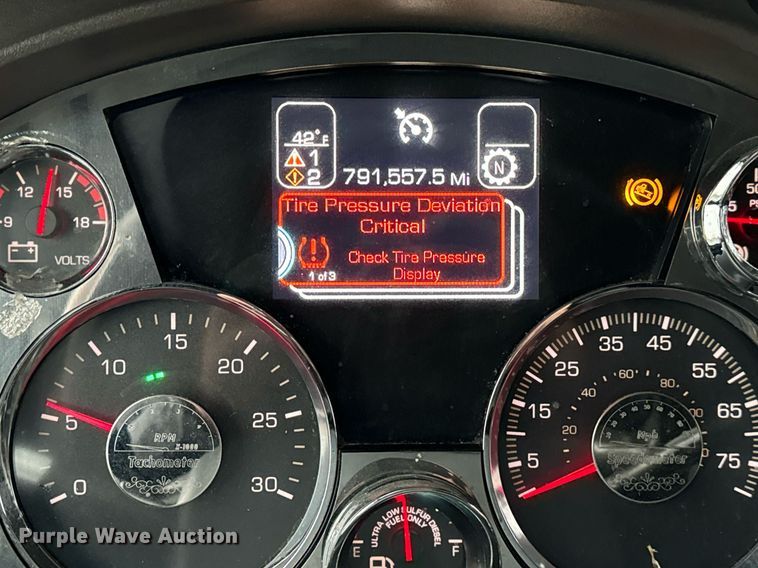 42°F
1
2
791,557.5 Mi
N
Tire Pressure Deviation
Critical
Check Tire Pressure
Display
1 of 3
9 12 15 18
VOLTS
0 5 10 15 20 25 30
RPM
X-1000
Tachometer
5 15 25 35 45 55 75
20 40 60 80
Mph
Speedometer
ULTRA LOW SULFUR DIESEL
FUEL ONLY
E F
Purple Wave Auction